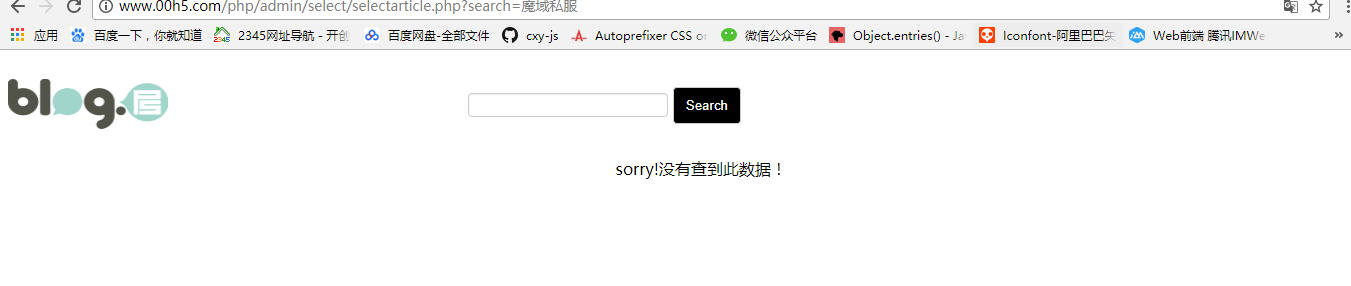 www.00h5.com/php/admin/select/selectarticle.php?search=魔域私服
应用 百度一下，你就知道 2345网址导航 - 开创 百度网盘-全部文件 cxy-js Autoprefixer CSS on 微信公众平台 Object.entries() - Ja Iconfont-阿里巴巴矢 Web前端 腾讯IMWe »
blog. Search
sorry!没有查到此数据！